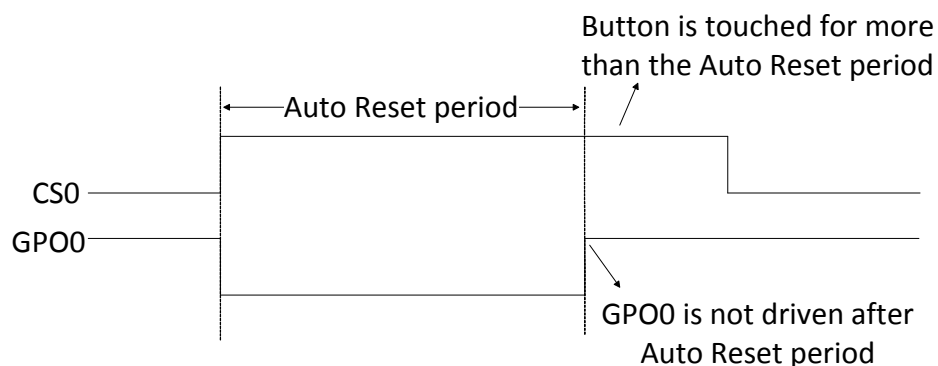 Button is touched for more
than the Auto Reset period
Auto Reset period
CS0
GPO0
GPO0 is not driven after
Auto Reset period